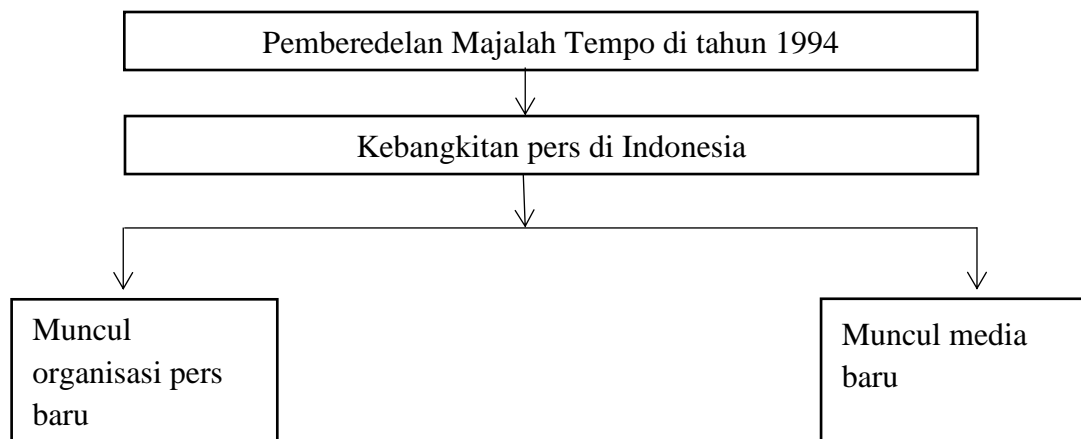 Pemberedelan Majalah Tempo di tahun 1994
Kebangkitan pers di Indonesia
Muncul
organisasi pers
baru
Muncul media
baru